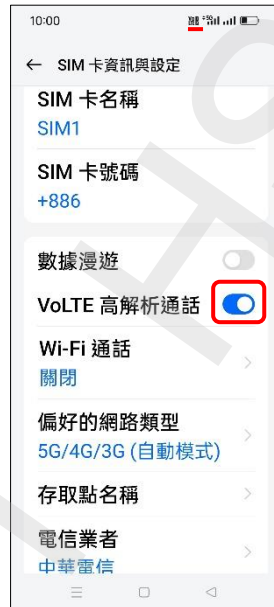 10:00
← SIM 卡資訊與設定
SIM 卡名稱
SIM1
SIM 卡號碼
+886
數據漫遊
VoLTE 高解析通話
Wi-Fi 通話
關閉
偏好的網路類型
5G/4G/3G (自動模式)
存取點名稱
電信業者
中華電信